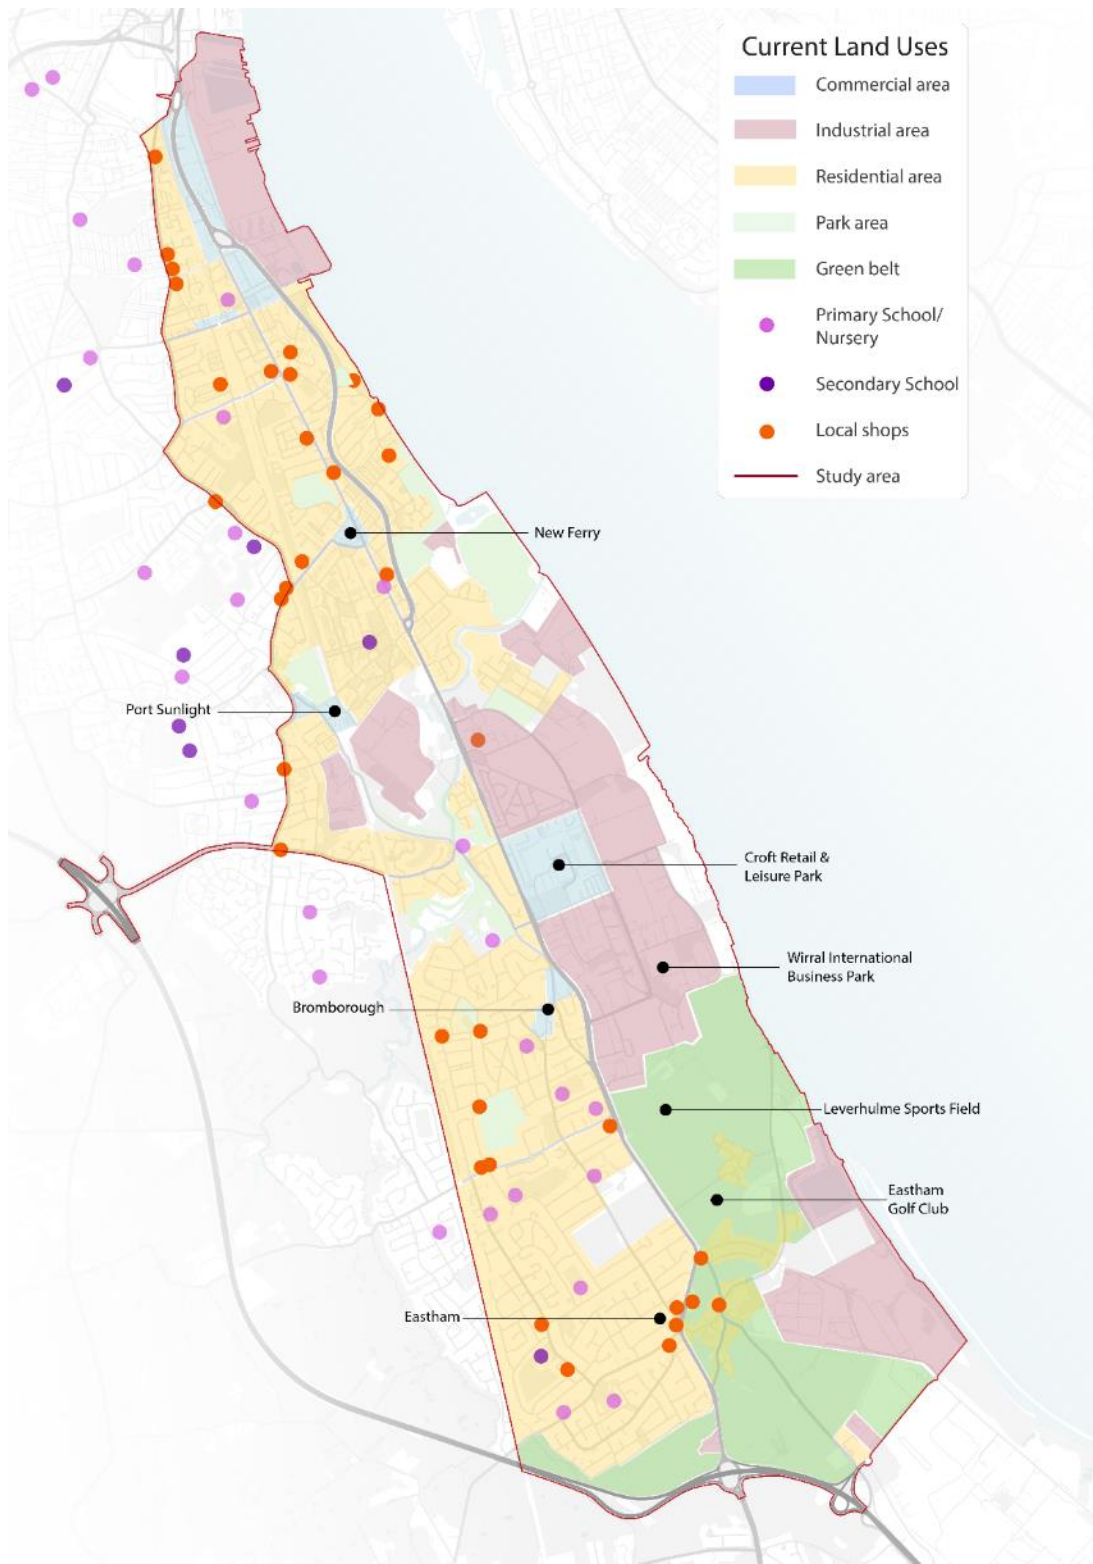 Current Land Uses
Commercial area
Industrial area
Residential area
Park area
Green belt
Primary School/
Nursery
Secondary School
Local shops
Study area
New Ferry
Port Sunlight
Croft Retail &
Leisure Park
Wirral International
Business Park
Bromborough
Leverhulme Sports Field
Eastham
Golf Club
Eastham